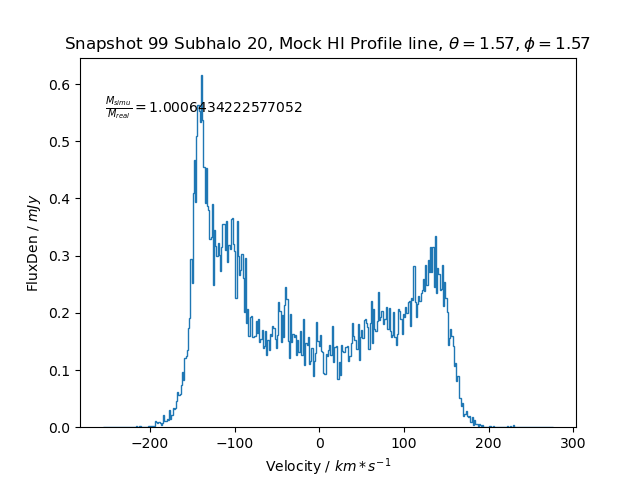 Snapshot 99 Subhalo 20, Mock HI Profile line, θ = 1.57, ϕ = 1.57
M_simu/M_real = 1.0006434222577052
FluxDen / mJy
0.6
0.5
0.4
0.3
0.2
0.1
0.0
−200 −100 0 100 200 300
Velocity / km * s⁻¹